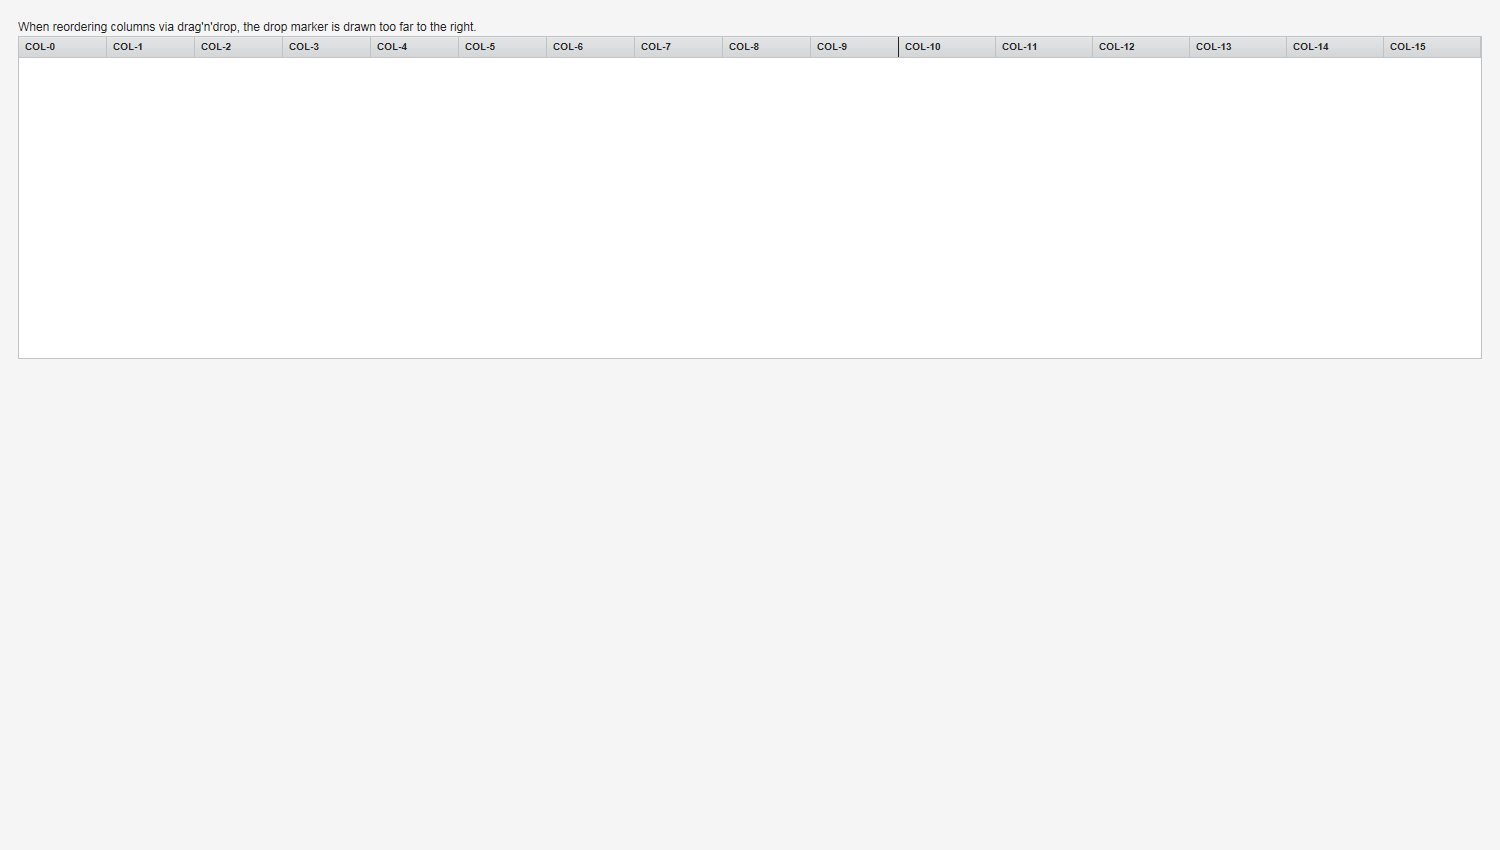 When reordering columns via drag'n'drop, the drop marker is drawn too far to the right.
COL-0 COL-1 COL-2 COL-3 COL-4 COL-5 COL-6 COL-7 COL-8 COL-9 COL-10 COL-11 COL-12 COL-13 COL-14 COL-15